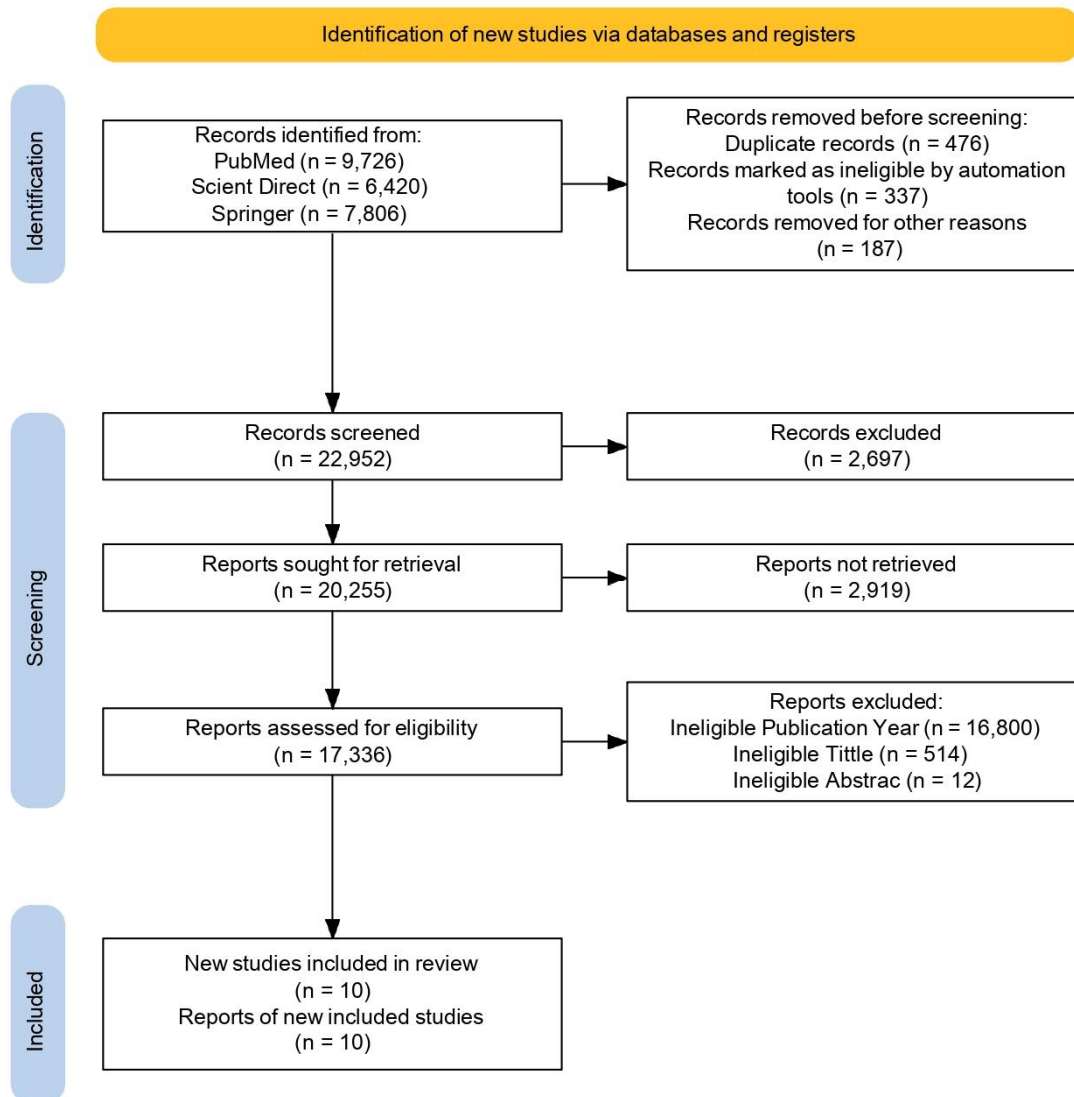 Identification of new studies via databases and registers
Identification
Records identified from:
PubMed (n = 9,726)
Scient Direct (n = 6,420)
Springer (n = 7,806)
Records removed before screening:
Duplicate records (n = 476)
Records marked as ineligible by automation
tools (n = 337)
Records removed for other reasons
(n = 187)
Screening
Records screened
(n = 22,952)
Records excluded
(n = 2,697)
Reports sought for retrieval
(n = 20,255)
Reports not retrieved
(n = 2,919)
Reports assessed for eligibility
(n = 17,336)
Reports excluded:
Ineligible Publication Year (n = 16,800)
Ineligible Tittle (n = 514)
Ineligible Abstrac (n = 12)
Included
New studies included in review
(n = 10)
Reports of new included studies
(n = 10)